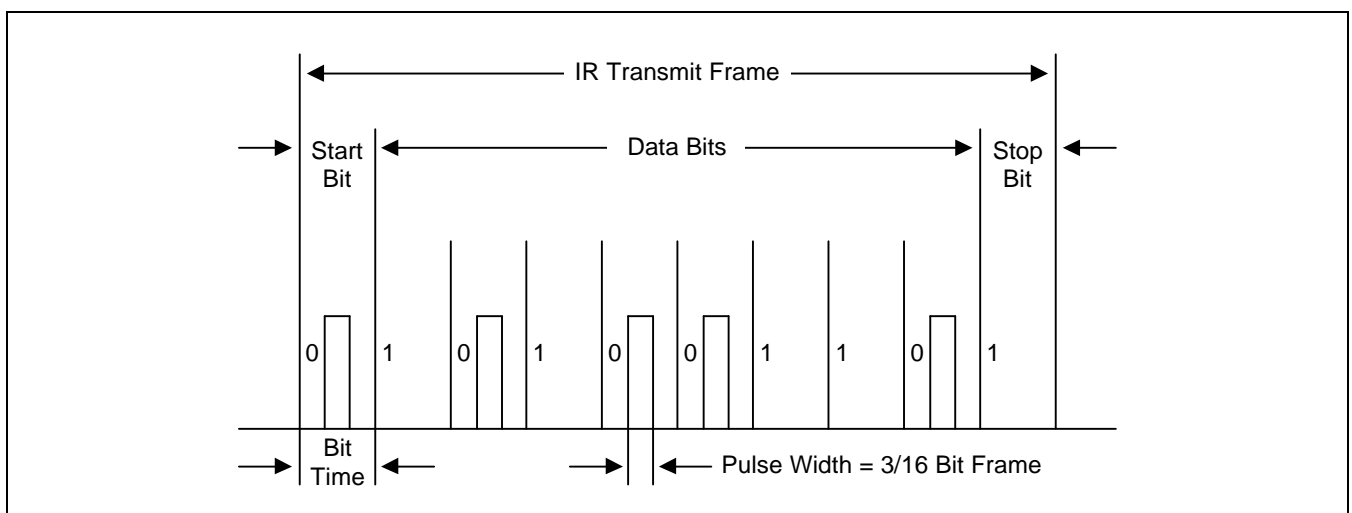 IR Transmit Frame
Start
Bit
Data Bits
Stop
Bit
0 1 0 1 0 0 1 1 0 1
Bit
Time
Pulse Width = 3/16 Bit Frame